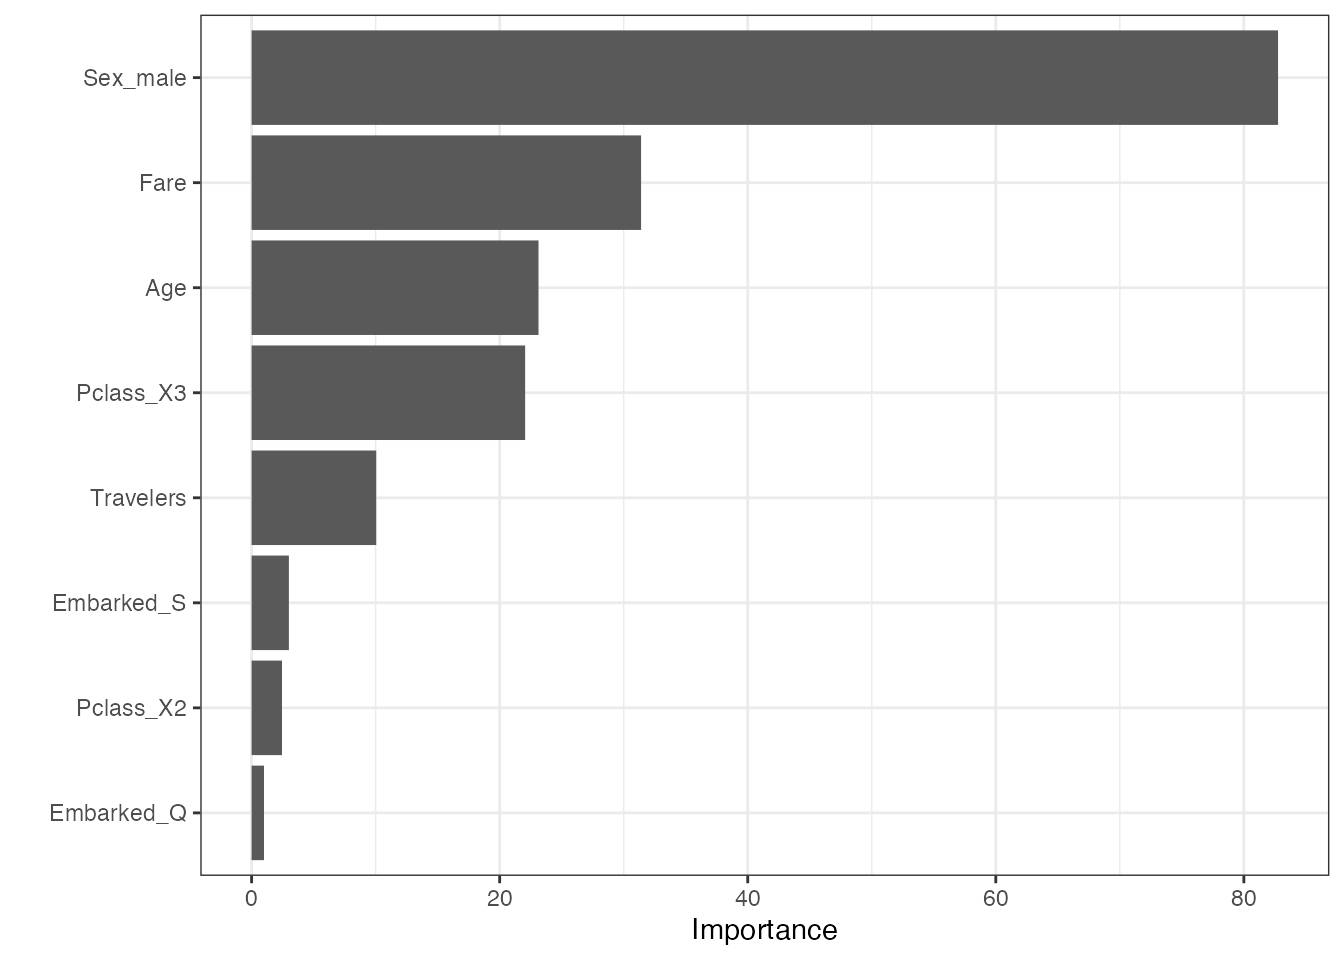 Sex_male
Fare
Age
Pclass_X3
Travelers
Embarked_S
Pclass_X2
Embarked_Q
0 20 40 60 80
Importance